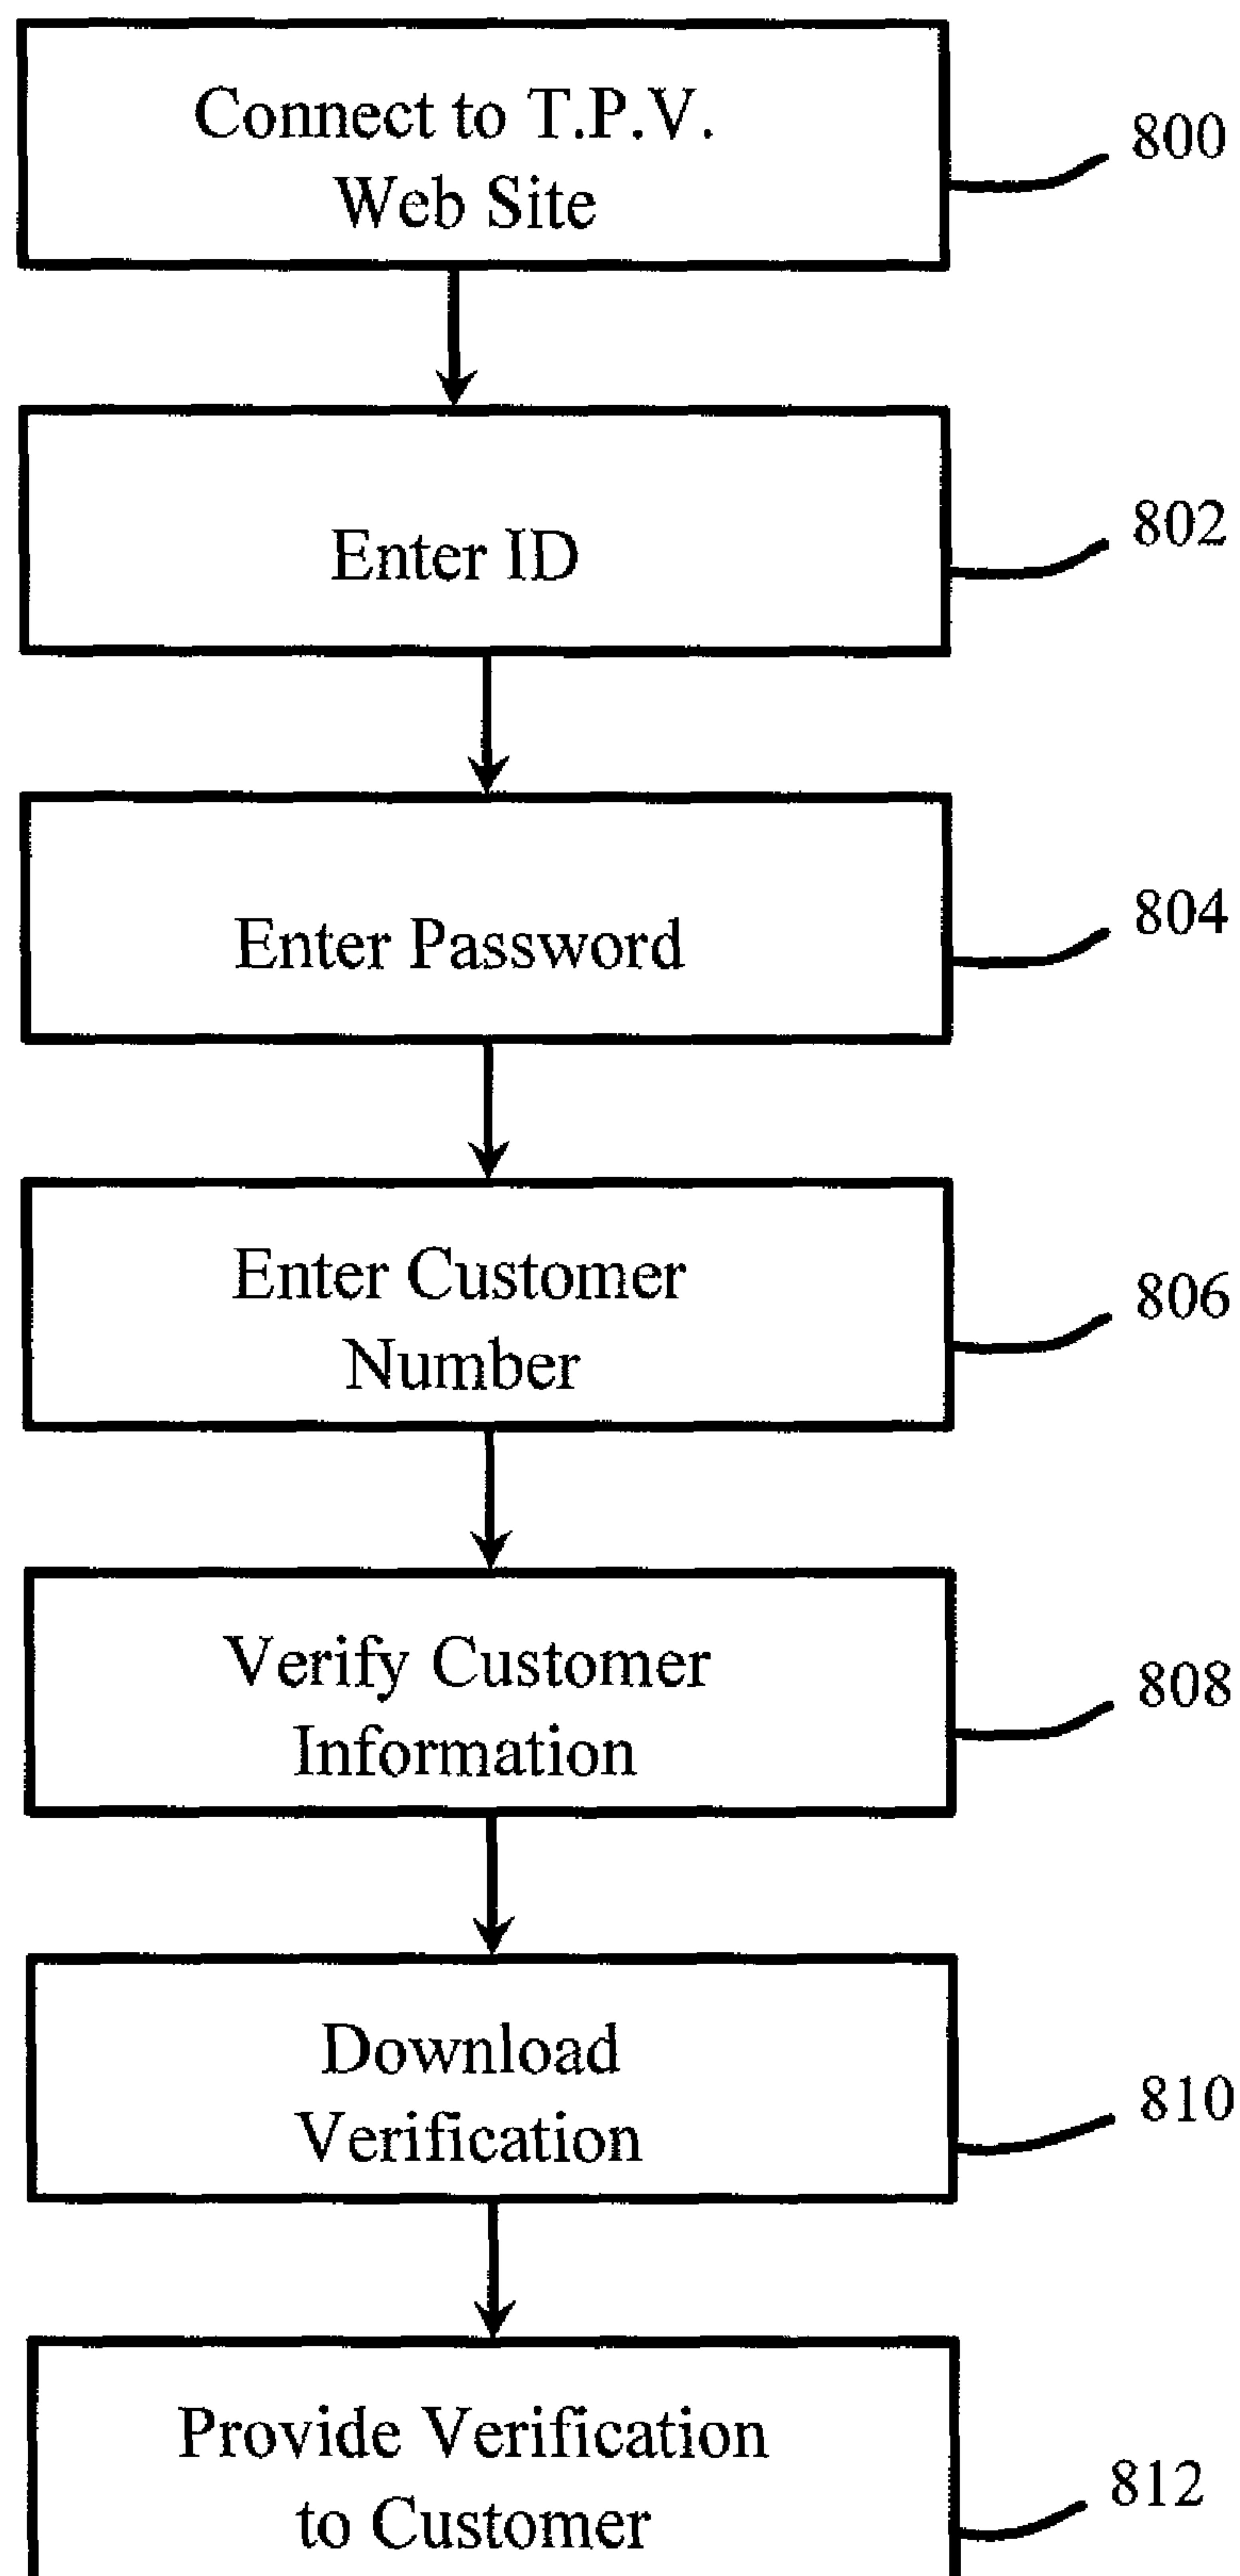 Connect to T.P.V.
Web Site
800
Enter ID
802
Enter Password
804
Enter Customer
Number
806
Verify Customer
Information
808
Download
Verification
810
Provide Verification
to Customer
812